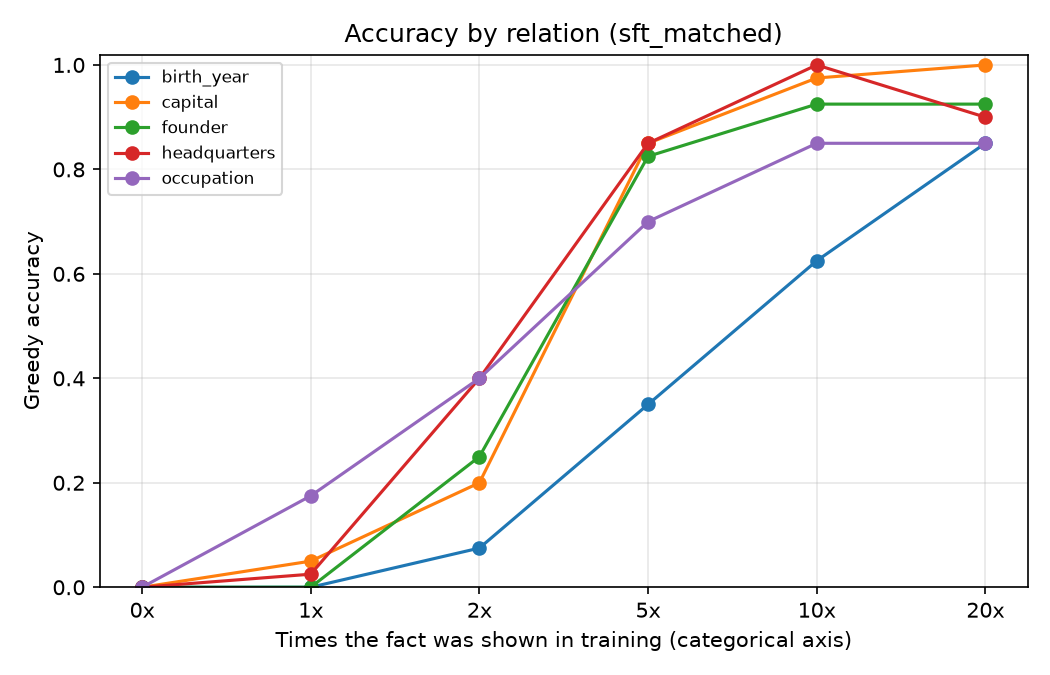 Accuracy by relation (sft_matched)
birth_year
capital
founder
headquarters
occupation
Greedy accuracy
1.0
0.8
0.6
0.4
0.2
0.0
0x 1x 2x 5x 10x 20x
Times the fact was shown in training (categorical axis)